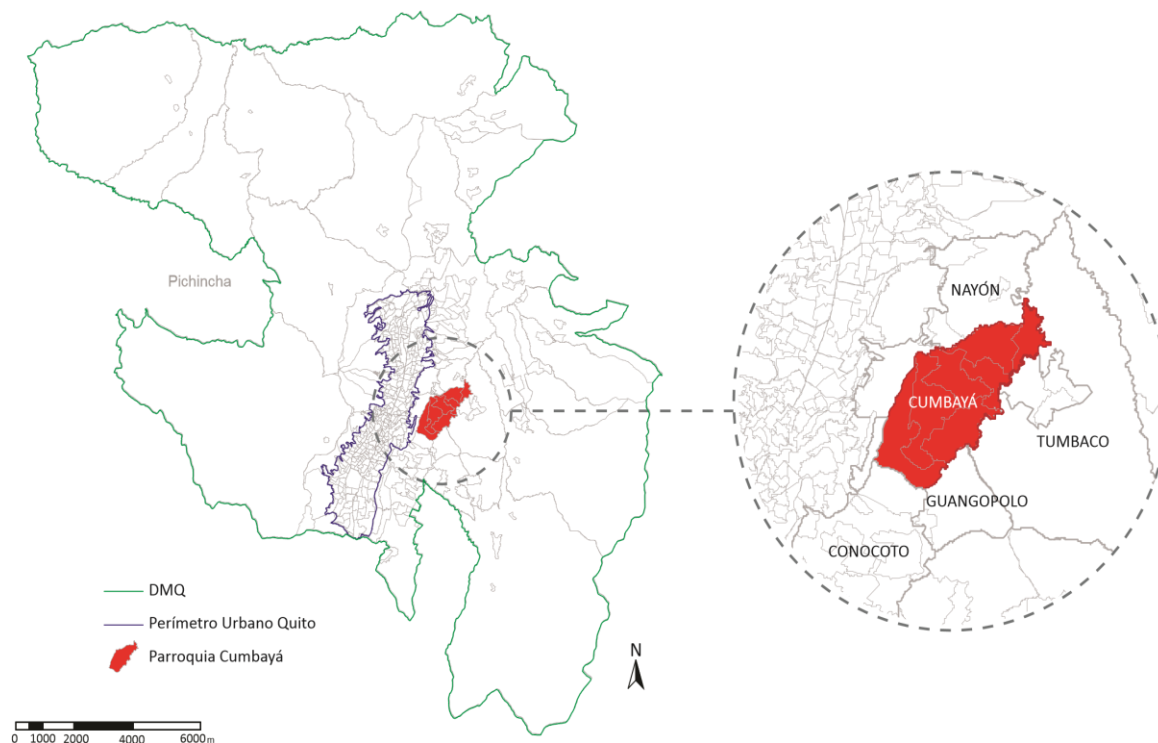 Pichincha
NAYÓN
CUMBAYÁ
TUMBACO
GUANGOPOLO
CONOCOTO
DMQ
Perímetro Urbano Quito
Parroquia Cumbayá
N
0 1000 2000 4000 6000 m